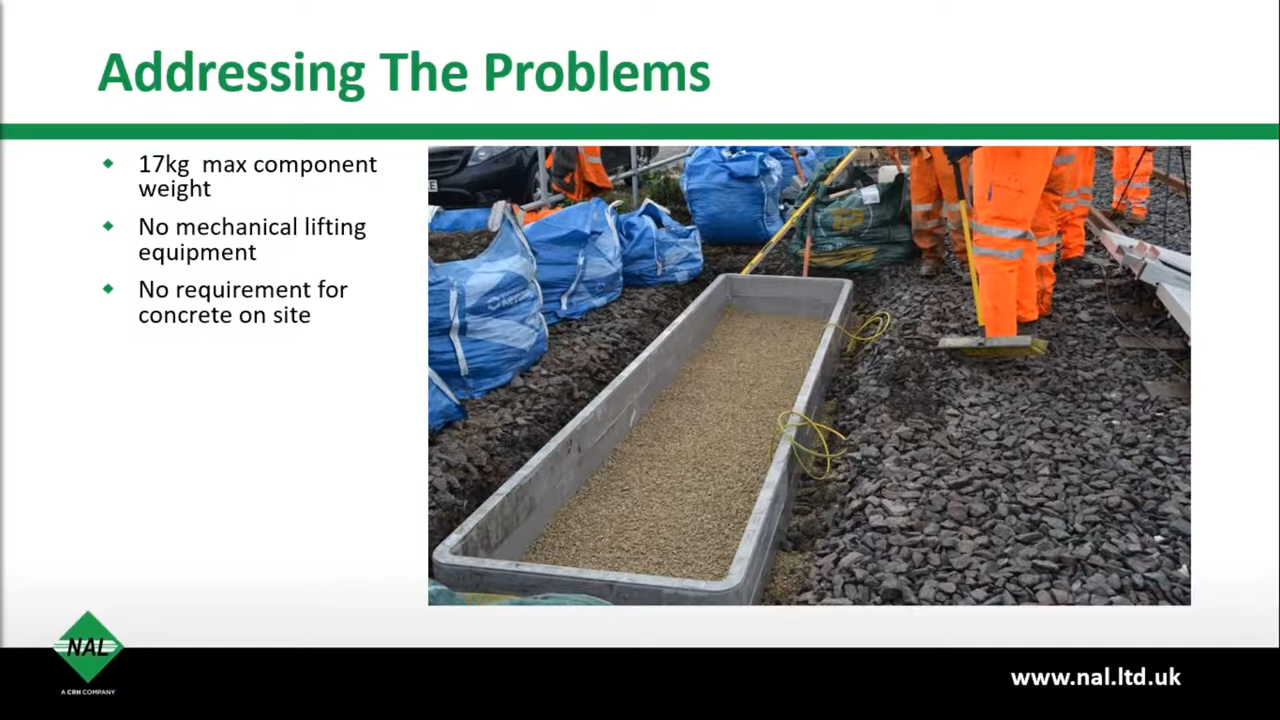 Addressing The Problems
17kg max component
weight
No mechanical lifting
equipment
No requirement for
concrete on site
NAL
A CRH COMPANY
www.nal.ltd.uk